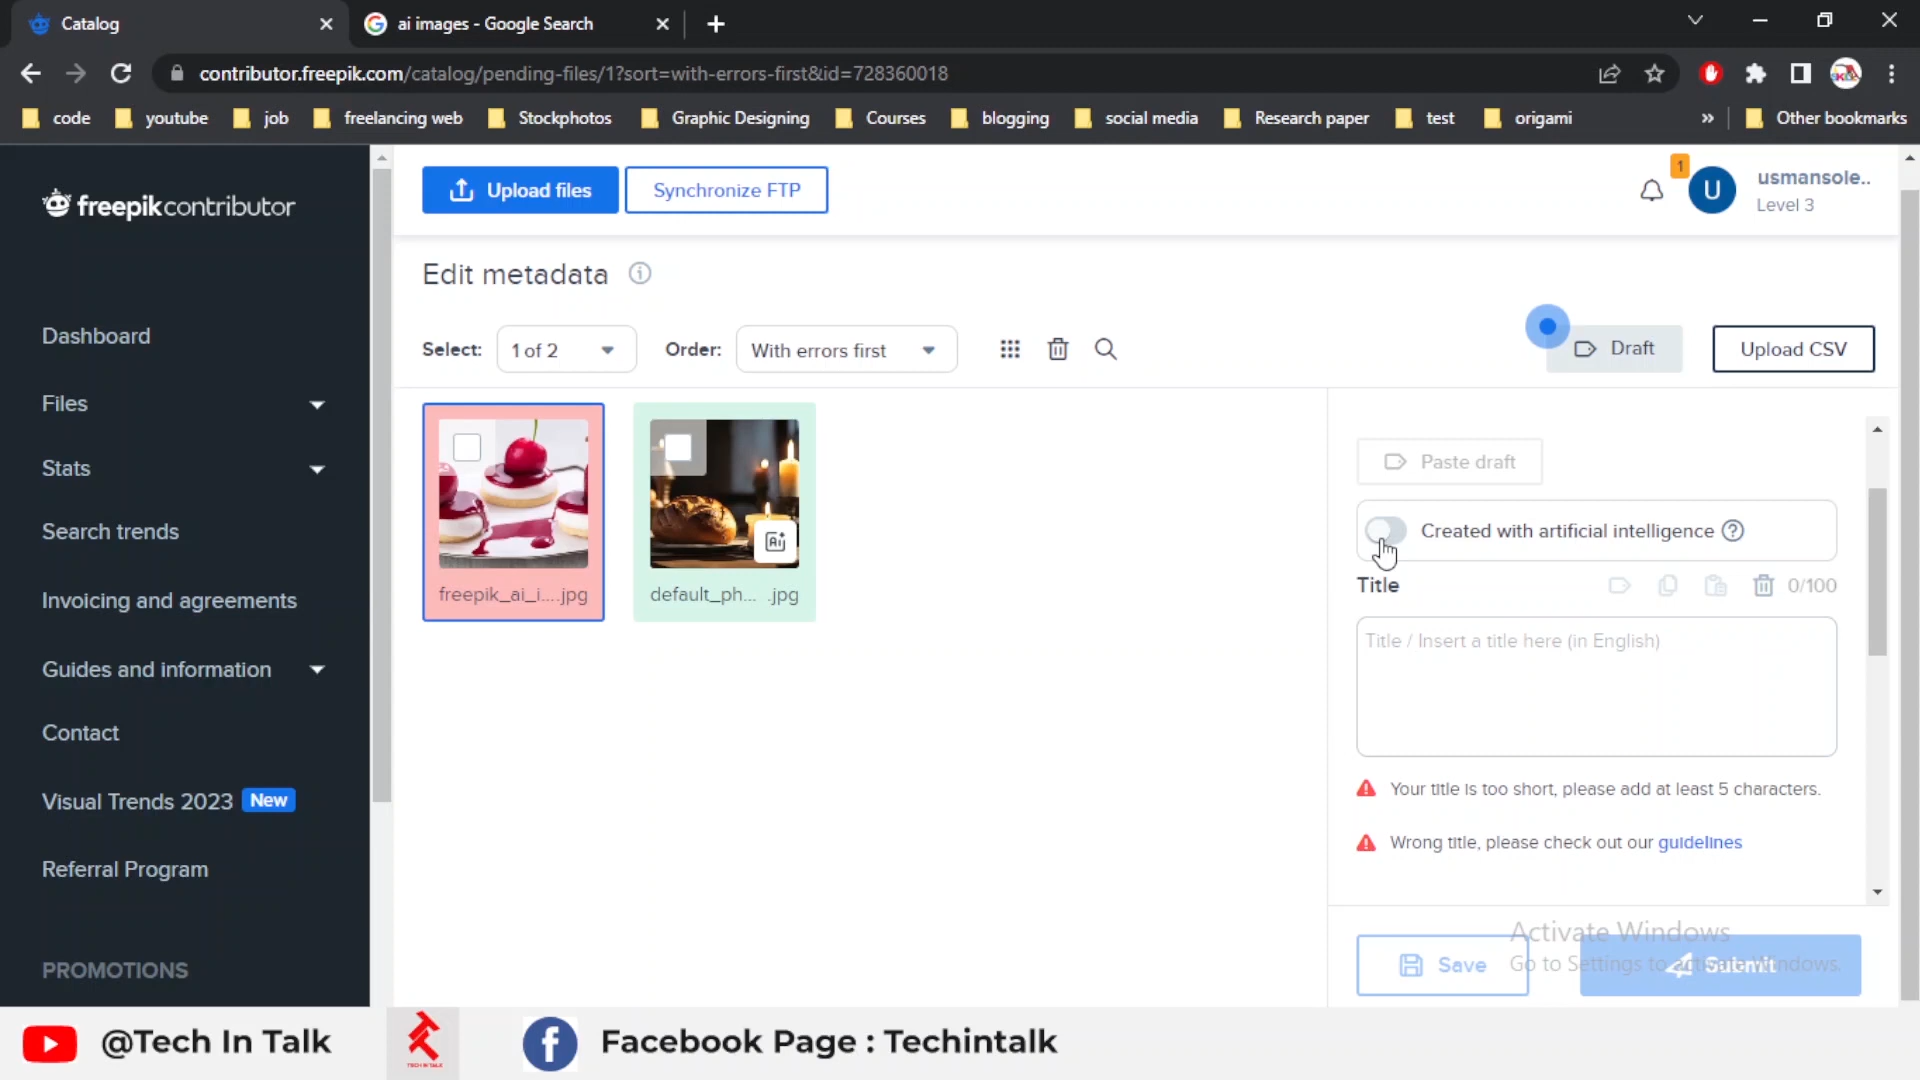 Catalog
ai images - Google Search
contributor.freepik.com/catalog/pending-files/1?sort=with-errors-first&id=728360018
code
youtube
job
freelancing web
Stockphotos
Graphic Designing
Courses
blogging
social media
Research paper
test
origami
»
Other bookmarks
freepikcontributor
Upload files
Synchronize FTP
1
U
usmansole..
Level 3
Edit metadata
Select:
1 of 2
Order:
With errors first
Draft
Upload CSV
Dashboard
Files
Stats
Search trends
Invoicing and agreements
Guides and information
Contact
Visual Trends 2023 New
Referral Program
PROMOTIONS
freepik_ai_i....jpg
Ai
default_ph... .jpg
Paste draft
Created with artificial intelligence
Title
0/100
Title / Insert a title here (in English)
Your title is too short, please add at least 5 characters.
Wrong title, please check out our guidelines
Save
Submit
Activate Windows
Go to Settings to activate Windows.
@Tech In Talk
TECH IN TALK
Facebook Page : Techintalk